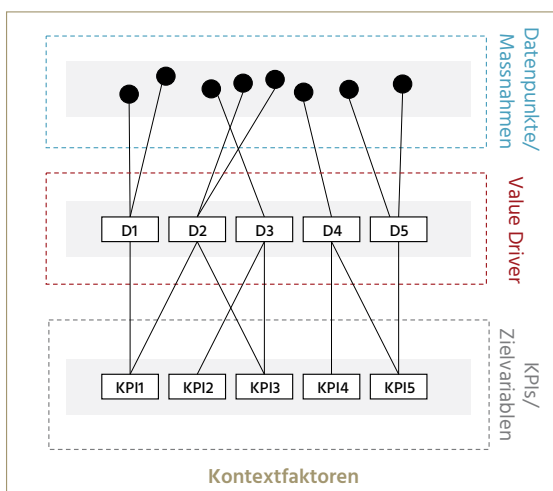 Datenpunkte/
Massnahmen
D1 D2 D3 D4 D5
Value Driver
KPI1 KPI2 KPI3 KPI4 KPI5
KPIs/
Zielvariablen
Kontextfaktoren